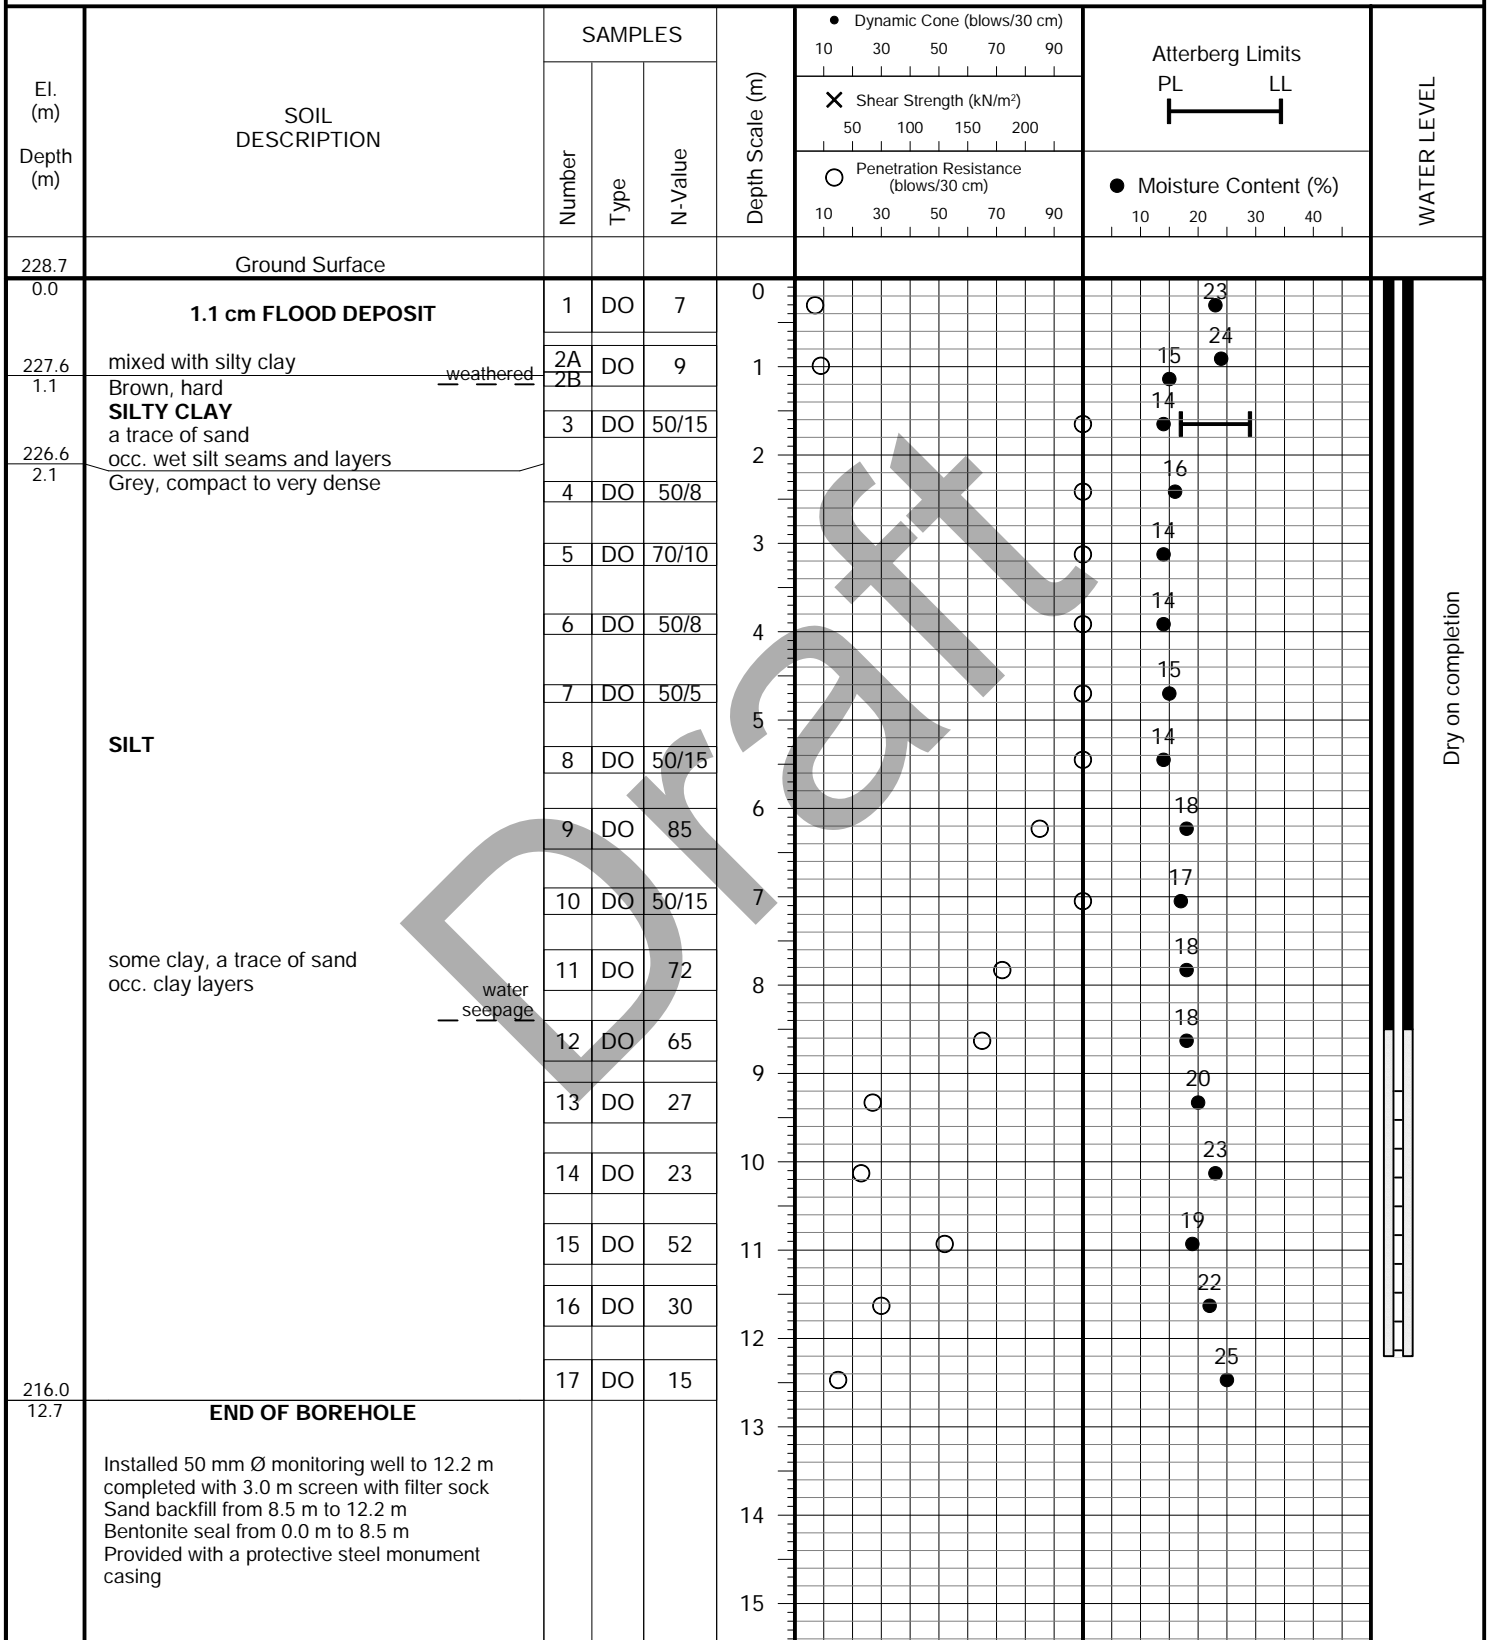 El.
(m)
Depth
(m)
SOIL
DESCRIPTION
SAMPLES
Number
Type
N-Value
Depth Scale (m)
Dynamic Cone (blows/30 cm)
10 30 50 70 90
Shear Strength (kN/m²)
50 100 150 200
Penetration Resistance
(blows/30 cm)
10 30 50 70 90
Atterberg Limits
PL LL
Moisture Content (%)
10 20 30 40
WATER LEVEL
228.7 Ground Surface
0.0 0
1.1 cm FLOOD DEPOSIT 1 DO 7 23
24
227.6 mixed with silty clay weathered 2A DO 9 1 15
1.1 Brown, hard 2B
SILTY CLAY 14
a trace of sand 3 DO 50/15
226.6 occ. wet silt seams and layers 2
2.1 Grey, compact to very dense 16
4 DO 50/8
14
5 DO 70/10 3
14
6 DO 50/8 4
15
7 DO 50/5
5
SILT 14
8 DO 50/15
6 18
9 DO 85
17
10 DO 50/15 7
18
some clay, a trace of sand 11 DO 72
occ. clay layers 8
water
seepage 18
12 DO 65
9 20
13 DO 27
10 23
14 DO 23
19
15 DO 52 11
22
16 DO 30
12
25
17 DO 15
216.0
12.7 END OF BOREHOLE
13
Installed 50 mm Ø monitoring well to 12.2 m
completed with 3.0 m screen with filter sock
Sand backfill from 8.5 m to 12.2 m
14
Bentonite seal from 0.0 m to 8.5 m
Provided with a protective steel monument
casing
15
Dry on completion
Draft